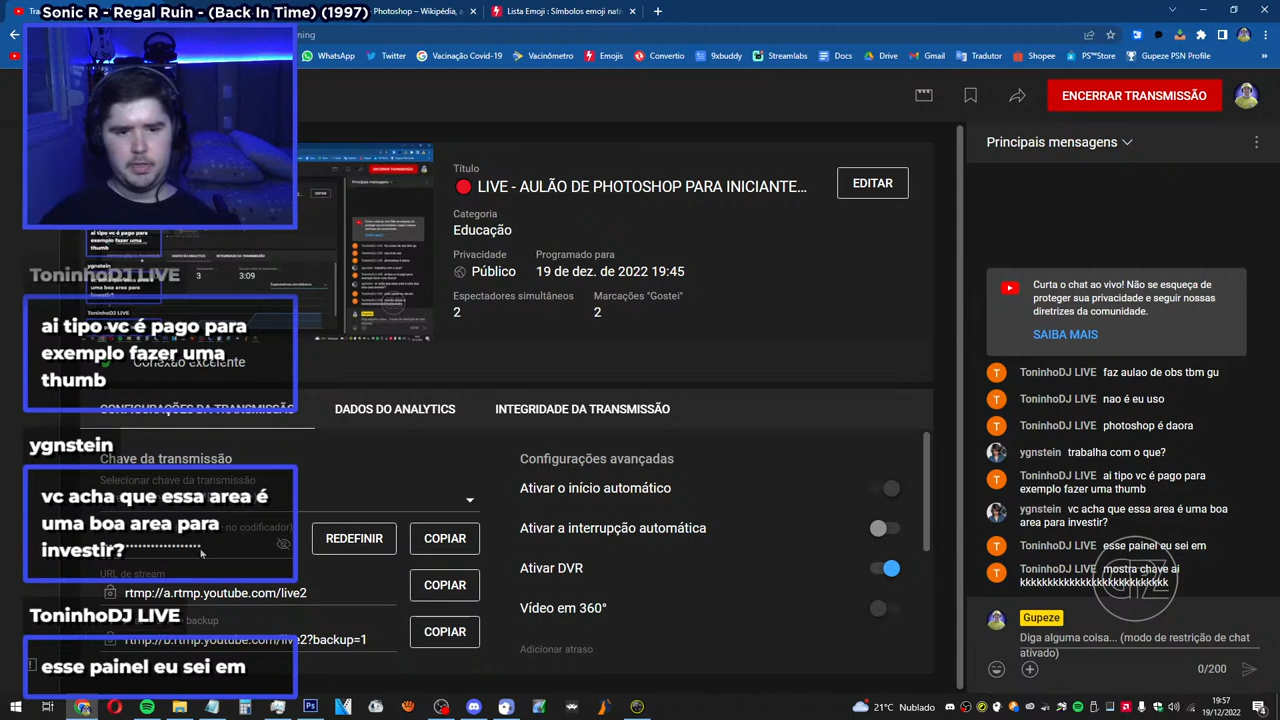 Sonic R - Regal Ruin - (Back In Time) (1997)
Photoshop – Wikipédia, o
Lista Emoji: Símbolos emoji nati
WhatsApp
Twitter
Vacinação Covid-19
Vacinômetro
Emojis
Convertio
9xbuddy
Streamlabs
Docs
Drive
Gmail
Tradutor
Shopee
PS™Store
Gupeze PSN Profile
ENCERRAR TRANSMISSÃO
Principais mensagens
Título
LIVE - AULÃO DE PHOTOSHOP PARA INICIANTE...
EDITAR
Categoria
Educação
Privacidade
Público
Programado para
19 de dez. de 2022 19:45
Espectadores simultâneos
2
Marcações "Gostei"
2
Conexão excelente
CONFIGURAÇÕES DA TRANSMISSÃO
DADOS DO ANALYTICS
INTEGRIDADE DA TRANSMISSÃO
Chave da transmissão
Selecionar chave da transmissão
no codificador)
REDEFINIR
COPIAR
URL de stream
rtmp://a.rtmp.youtube.com/live2
COPIAR
backup
rtmp://b.rtmp.youtube.com/live2?backup=1
COPIAR
Configurações avançadas
Ativar o início automático
Ativar a interrupção automática
Ativar DVR
Vídeo em 360°
Adicionar atraso
ToninhoDJ LIVE
ai tipo vc é pago para
exemplo fazer uma
thumb
ygnstein
vc acha que essa area é
uma boa area para
investir?
ToninhoDJ LIVE
esse painel eu sei em
Curta o chat ao vivo! Não se esqueça de
proteger sua privacidade e seguir nossas
diretrizes da comunidade.
SAIBA MAIS
ToninhoDJ LIVE faz aulao de obs tbm gu
ToninhoDJ LIVE nao é eu uso
ToninhoDJ LIVE photoshop é daora
ygnstein trabalha com o que?
ToninhoDJ LIVE ai tipo vc é pago para
exemplo fazer uma thumb
ygnstein vc acha que essa area é uma boa
area para investir?
ToninhoDJ LIVE esse painel eu sei em
ToninhoDJ LIVE mostra chave ai
GPZ
Gupeze
Diga alguma coisa... (modo de restrição de chat
ativado)
0/200
21°C Nublado
19:57
19/12/2022